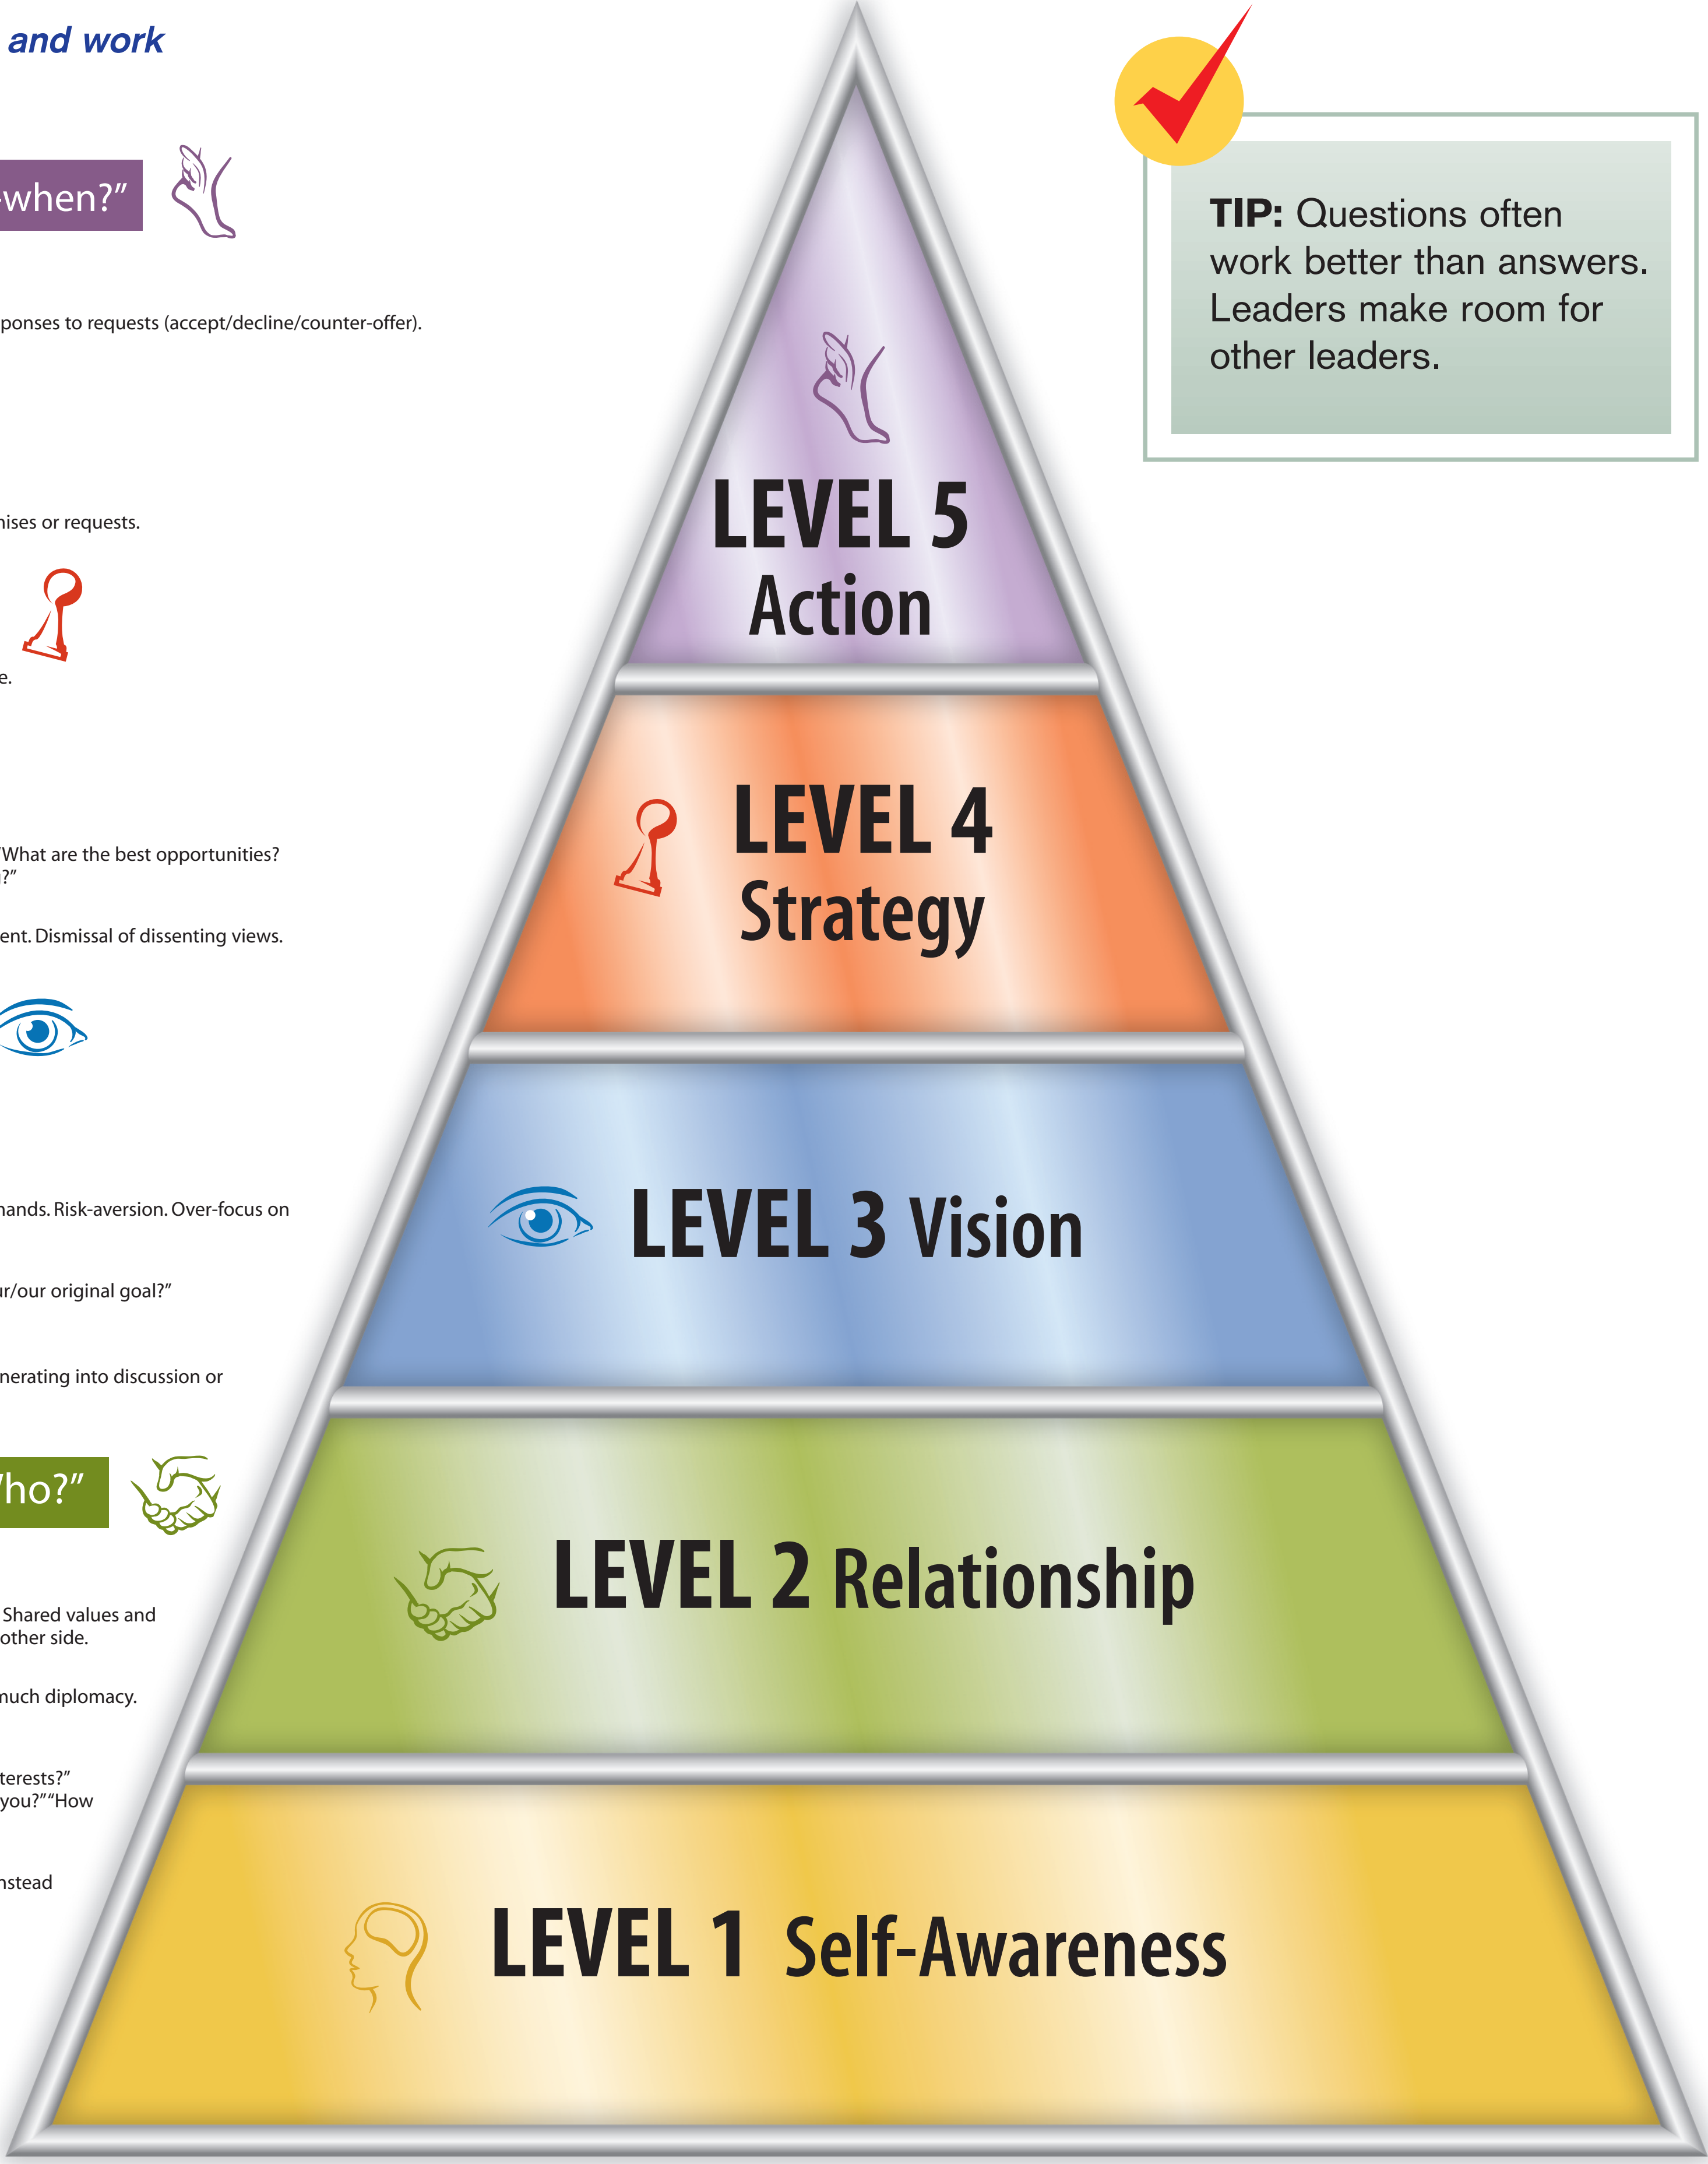 and work
when?”
ponses to requests (accept/decline/counter-offer).
ises or requests.
e.
“What are the best opportunities?
?”
ent. Dismissal of dissenting views.
ands. Risk-aversion. Over-focus on
r/our original goal?”
nerating into discussion or
ho?”
Shared values and
other side.
much diplomacy.
terests?”
you?” “How
nstead
TIP: Questions often
work better than answers.
Leaders make room for
other leaders.
LEVEL 5
Action
LEVEL 4
Strategy
LEVEL 3 Vision
LEVEL 2 Relationship
LEVEL 1 Self-Awareness